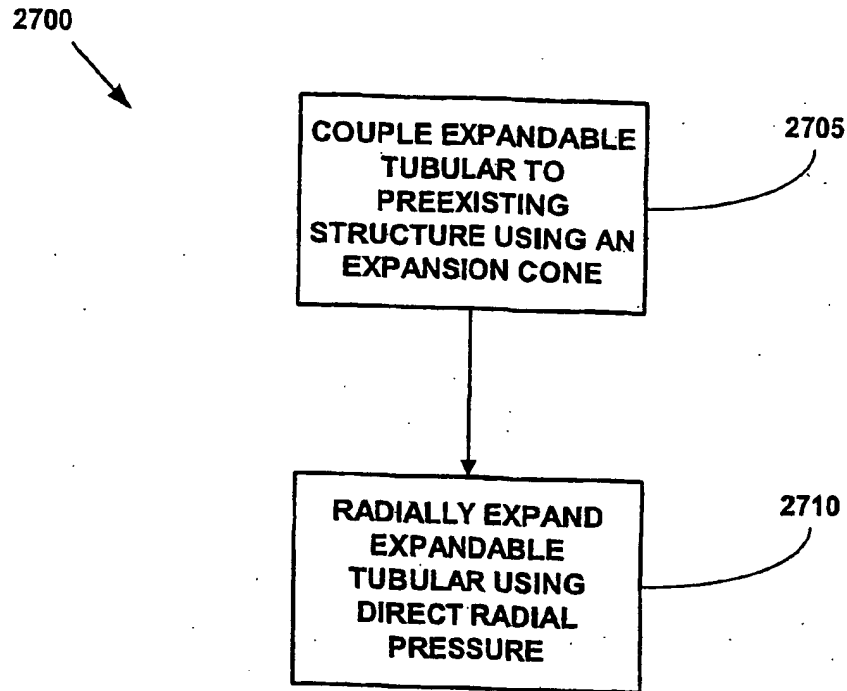 2700
COUPLE EXPANDABLE
TUBULAR TO
PREEXISTING
STRUCTURE USING AN
EXPANSION CONE
2705
RADIALLY EXPAND
EXPANDABLE
TUBULAR USING
DIRECT RADIAL
PRESSURE
2710